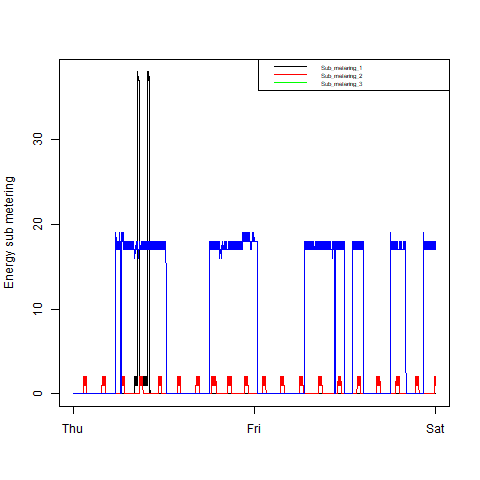 Sub_metering_1
Sub_metering_2
Sub_metering_3
Energy sub metering
30
20
10
0
Thu
Fri
Sat